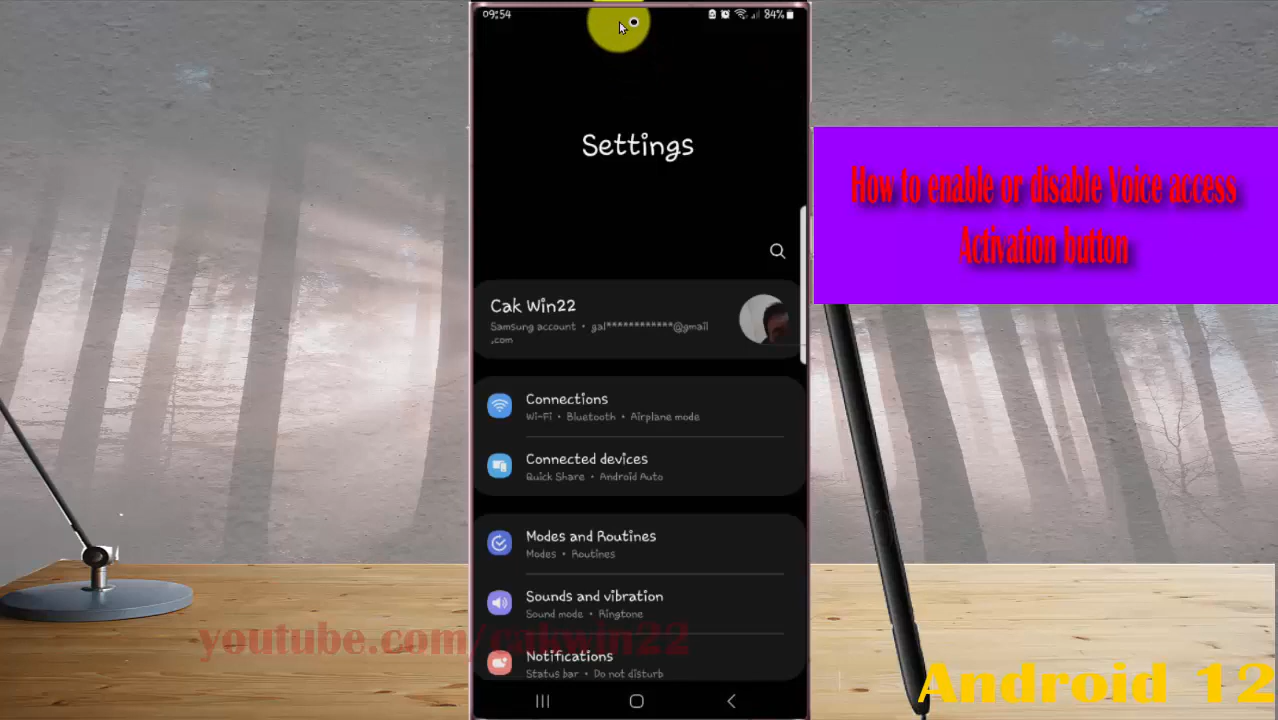 09:54
84%
Settings
Cak Win22
Samsung account • gal************@gmail
.com
Connections
Wi-Fi • Bluetooth • Airplane mode
Connected devices
Quick Share • Android Auto
Modes and Routines
Modes • Routines
Sounds and vibration
Sound mode • Ringtone
Notifications
Status bar • Do not disturb
How to enable or disable Voice access
Activation button
youtube.com/cakwin22
Android 12